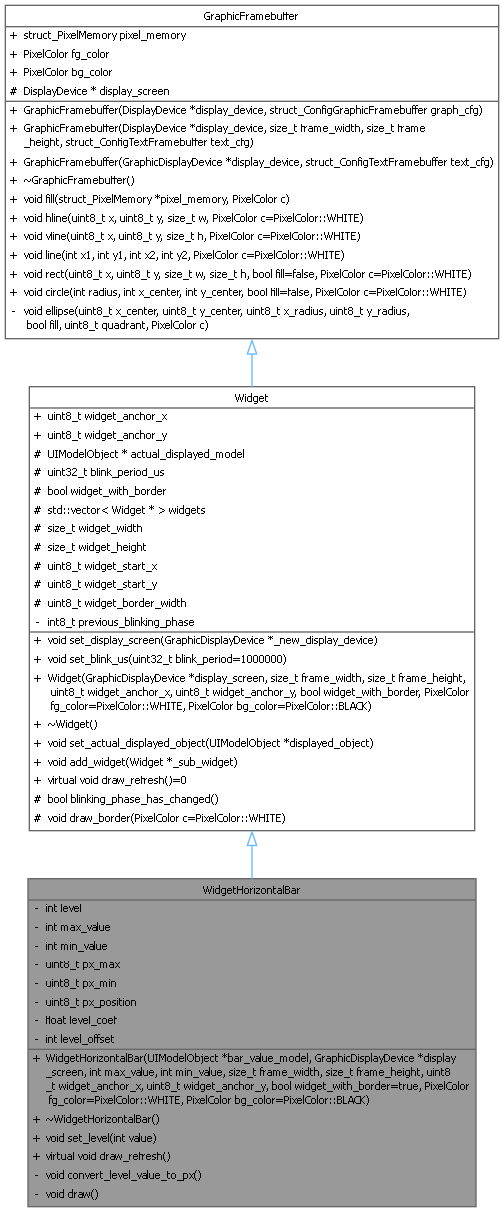 GraphicFramebuffer
+ struct_PixelMemory pixel_memory
+ PixelColor fg_color
+ PixelColor bg_color
# DisplayDevice * display_screen
+ GraphicFramebuffer(DisplayDevice *display_device, struct_ConfigGraphicFramebuffer graph_cfg)
+ GraphicFramebuffer(DisplayDevice *display_device, size_t frame_width, size_t frame
_height, struct_ConfigTextFramebuffer text_cfg)
+ GraphicFramebuffer(GraphicDisplayDevice *display_device, struct_ConfigTextFramebuffer text_cfg)
+ ~GraphicFramebuffer()
+ void fill(struct_PixelMemory *pixel_memory, PixelColor c)
+ void hline(uint8_t x, uint8_t y, size_t w, PixelColor c=PixelColor::WHITE)
+ void vline(uint8_t x, uint8_t y, size_t h, PixelColor c=PixelColor::WHITE)
+ void line(int x1, int y1, int x2, int y2, PixelColor c=PixelColor::WHITE)
+ void rect(uint8_t x, uint8_t y, size_t w, size_t h, bool fill=false, PixelColor c=PixelColor::WHITE)
+ void circle(int radius, int x_center, int y_center, bool fill=false, PixelColor c=PixelColor::WHITE)
- void ellipse(uint8_t x_center, uint8_t y_center, uint8_t x_radius, uint8_t y_radius,
bool fill, uint8_t quadrant, PixelColor c)
Widget
+ uint8_t widget_anchor_x
+ uint8_t widget_anchor_y
# UIModelObject * actual_displayed_model
# uint32_t blink_period_us
# bool widget_with_border
# std::vector< Widget * > widgets
# size_t widget_width
# size_t widget_height
# uint8_t widget_start_x
# uint8_t widget_start_y
# uint8_t widget_border_width
- int8_t previous_blinking_phase
+ void set_display_screen(GraphicDisplayDevice *_new_display_device)
+ void set_blink_us(uint32_t blink_period=1000000)
+ Widget(GraphicDisplayDevice *display_screen, size_t frame_width, size_t frame_height,
uint8_t widget_anchor_x, uint8_t widget_anchor_y, bool widget_with_border, PixelColor
fg_color=PixelColor::WHITE, PixelColor bg_color=PixelColor::BLACK)
+ ~Widget()
+ void set_actual_displayed_object(UIModelObject *displayed_object)
+ void add_widget(Widget *_sub_widget)
+ virtual void draw_refresh()=0
# bool blinking_phase_has_changed()
# void draw_border(PixelColor c=PixelColor::WHITE)
WidgetHorizontalBar
- int level
- int max_value
- int min_value
- uint8_t px_max
- uint8_t px_min
- uint8_t px_position
- float level_coef
- int level_offset
+ WidgetHorizontalBar(UIModelObject *bar_value_model, GraphicDisplayDevice *display
_screen, int max_value, int min_value, size_t frame_width, size_t frame_height, uint8
_t widget_anchor_x, uint8_t widget_anchor_y, bool widget_with_border=true, PixelColor
fg_color=PixelColor::WHITE, PixelColor bg_color=PixelColor::BLACK)
+ ~WidgetHorizontalBar()
+ void set_level(int value)
+ virtual void draw_refresh()
- void convert_level_value_to_px()
- void draw()